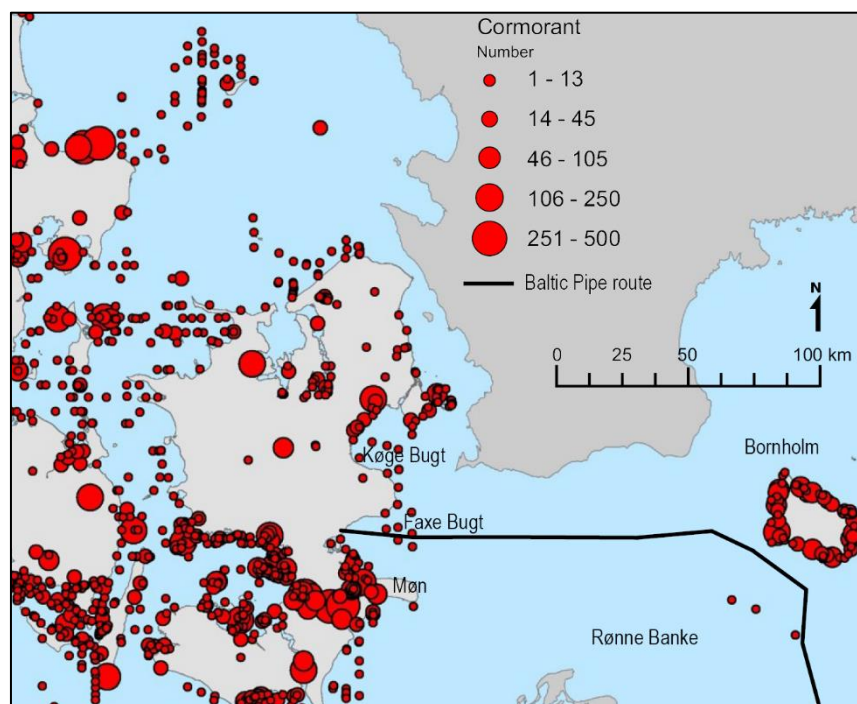 Cormorant
Number
1 - 13
14 - 45
46 - 105
106 - 250
251 - 500
Baltic Pipe route
N
0 25 50 100 km
Bornholm
Køge Bugt
Faxe Bugt
Møn
Rønne Banke